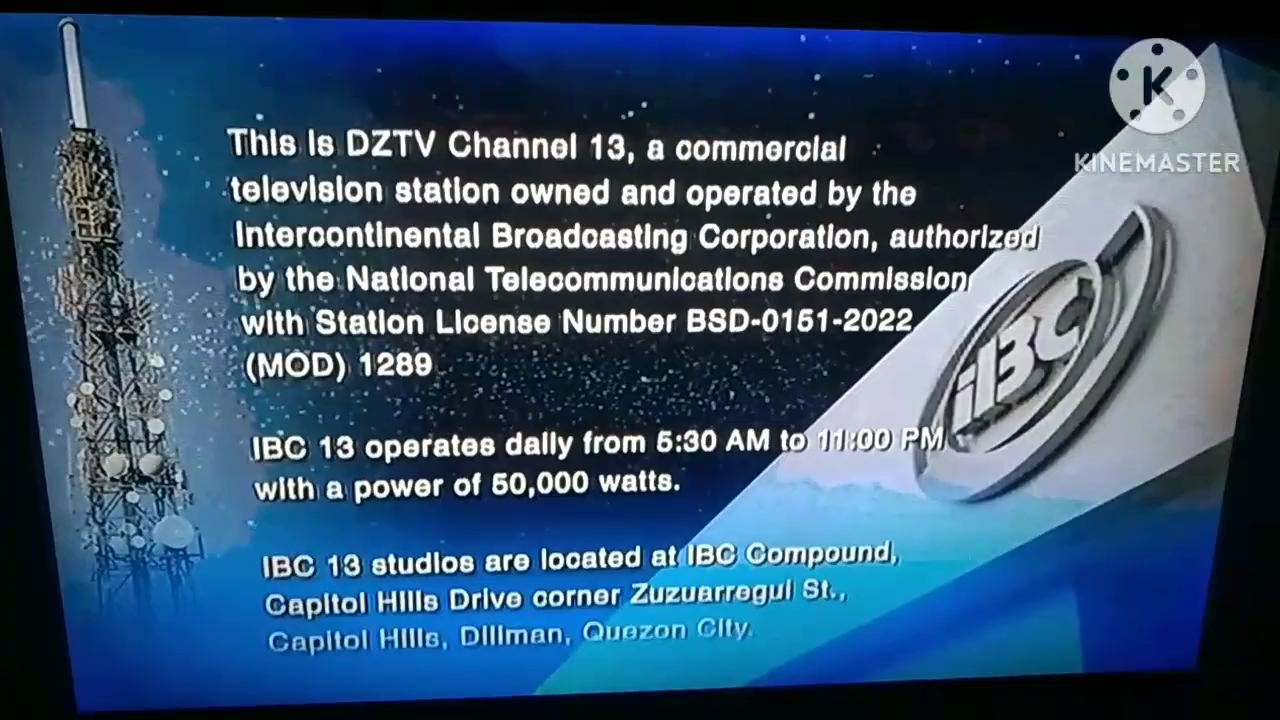 K
KINEMASTER
This is DZTV Channel 13, a commercial
television station owned and operated by the
Intercontinental Broadcasting Corporation, authorized
by the National Telecommunications Commission
with Station License Number BSD-0151-2022
(MOD) 1289
iBC
IBC 13 operates daily from 5:30 AM to 11:00 PM
with a power of 50,000 watts.
IBC 13 studios are located at IBC Compound,
Capitol Hills Drive corner Zuzuarregui St.,
Capitol Hills, Diliman, Quezon City.